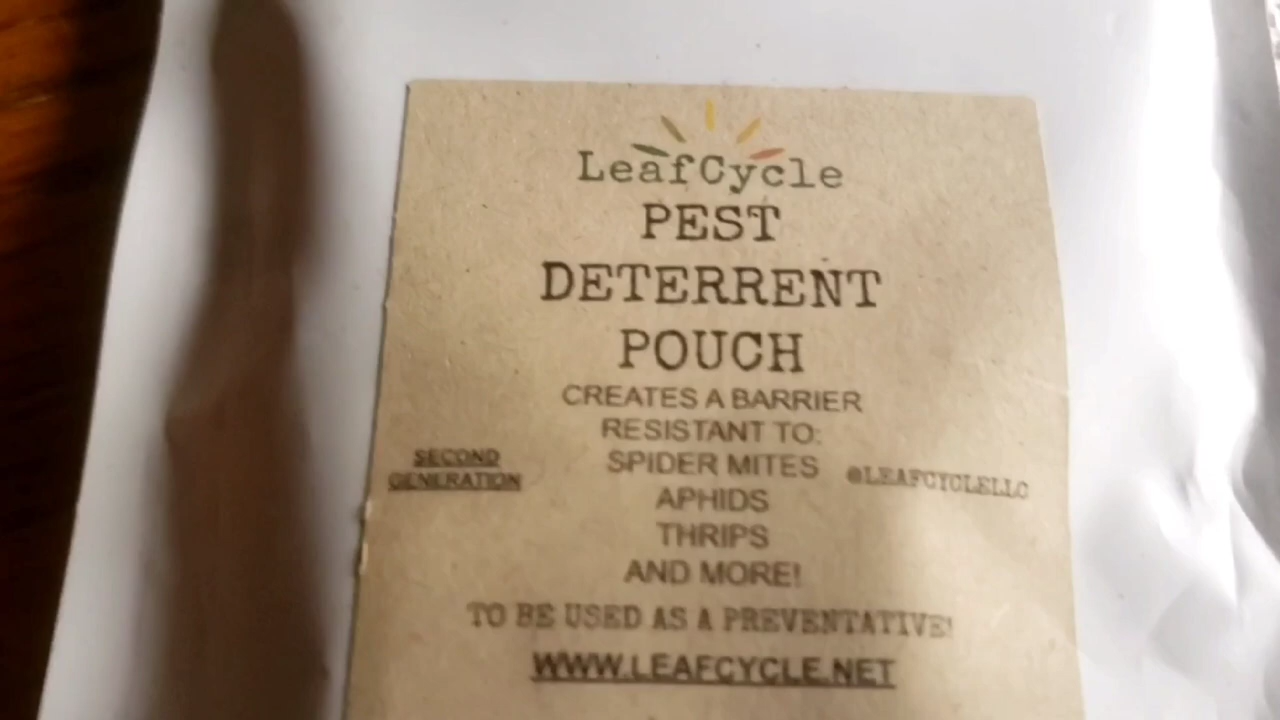 LeafCycle
PEST
DETERRENT
POUCH
CREATES A BARRIER
RESISTANT TO:
SPIDER MITES
APHIDS
THRIPS
AND MORE!
SECOND
GENERATION
@LEAFCYCLELLC
TO BE USED AS A PREVENTATIVE!
WWW.LEAFCYCLE.NET